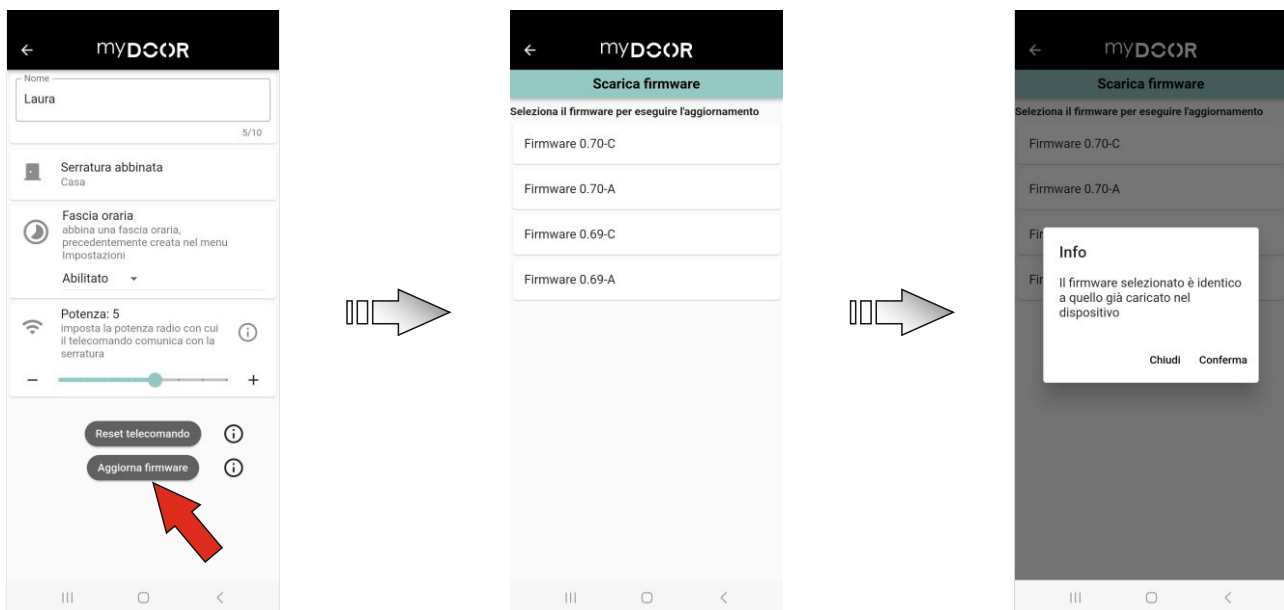 myDOOR
Nome
Laura
5/10
Serratura abbinata
Casa
Fascia oraria
abbina una fascia oraria,
precedentemente creata nel menu
Impostazioni
Abilitato
Potenza: 5
imposta la potenza radio con cui
il telecomando comunica con la
serratura
− +
Reset telecomando
Aggiorna firmware
myDOOR
Scarica firmware
Seleziona il firmware per eseguire l'aggiornamento
Firmware 0.70-C
Firmware 0.70-A
Firmware 0.69-C
Firmware 0.69-A
myDOOR
Scarica firmware
Seleziona il firmware per eseguire l'aggiornamento
Firmware 0.70-C
Firmware 0.70-A
Fir
Fir
Info
Il firmware selezionato è identico
a quello già caricato nel
dispositivo
Chiudi Conferma